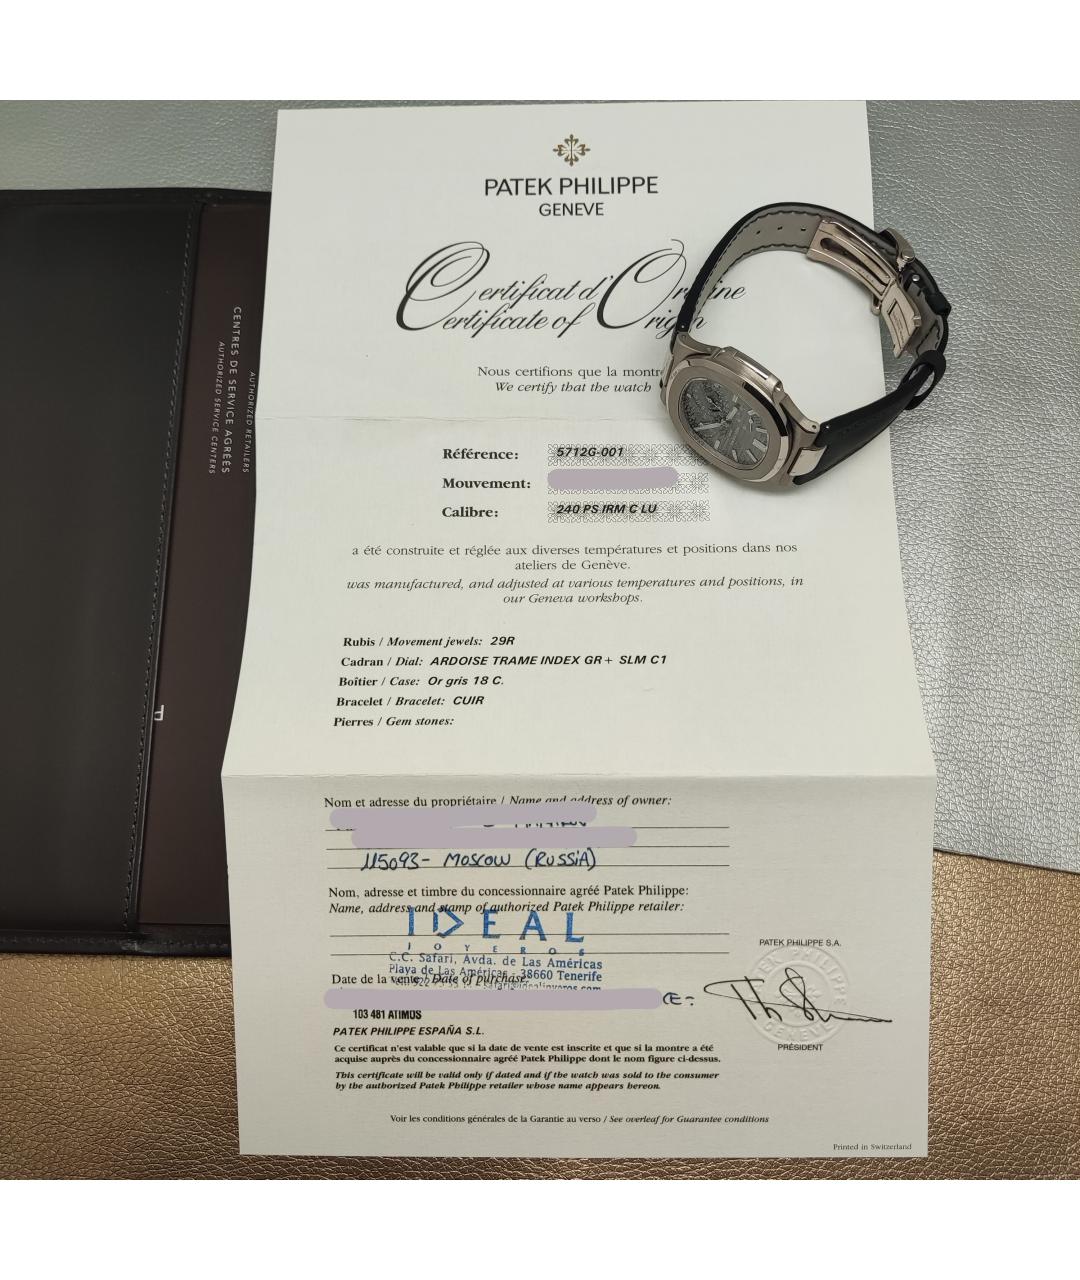 PATEK PHILIPPE
GENEVE
Certificat d'Origine
Certificate of Origin
Nous certifions que la montre
We certify that the watch
Référence: 5712G-001
Mouvement:
Calibre: 240 PS IRM C LU
a été construite et réglée aux diverses températures et positions dans nos
ateliers de Genève.
was manufactured, and adjusted at various temperatures and positions, in
our Geneva workshops.
Rubis / Movement jewels: 29R
Cadran / Dial: ARDOISE TRAME INDEX GR+ SLM C1
Boîtier / Case: Or gris 18 C.
Bracelet / Bracelet: CUIR
Pierres / Gem stones:
Nom et adresse du propriétaire / Name and address of owner:
115093- MOSCOW (RUSSIA)
Nom, adresse et timbre du concessionnaire agréé Patek Philippe:
Name, address and stamp of authorized Patek Philippe retailer:
IDEAL
JOYEROS
C.C. Safari, Avda. de Las Américas
Playa de Las Américas - 38660 Tenerife
Date de la vente / Date of purchase:
103 481 ATIMOS
PATEK PHILIPPE ESPAÑA S.L.
Ce certificat n'est valable que si la date de vente est inscrite et que si la montre a été
acquise auprès du concessionnaire agréé Patek Philippe dont le nom figure ci-dessus.
This certificate will be valid only if dated and if the watch was sold to the consumer
by the authorized Patek Philippe retailer whose name appears hereon.
PATEK PHILIPPE S.A.
PATEK PHILIPPE
GENEVE
PRÉSIDENT
Voir les conditions générales de la Garantie au verso / See overleaf for Guarantee conditions
Printed in Switzerland
CENTRES DE SERVICE AGRÉÉS
AUTHORIZED SERVICE CENTERS
AUTHORIZED RETAILERS